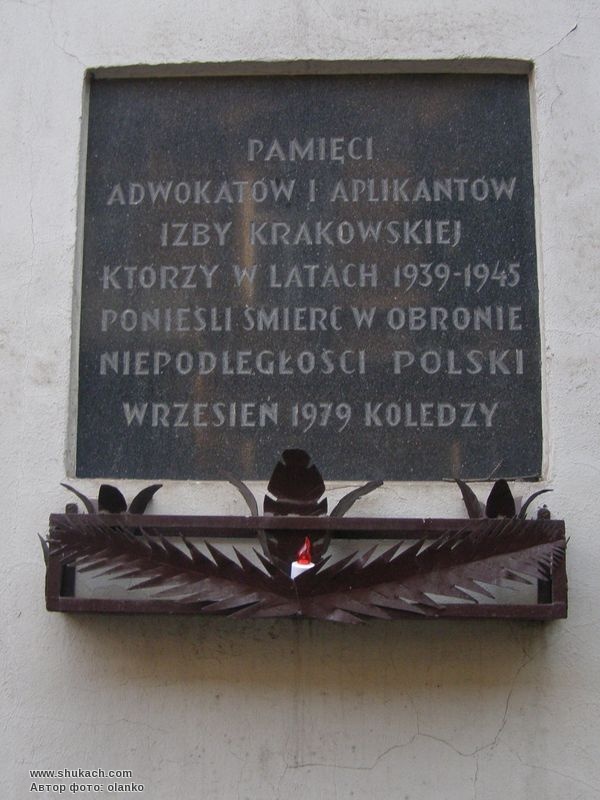 PAMIĘCI
ADWOKATÓW I APLIKANTÓW
IZBY KRAKOWSKIEJ
KTÓRZY W LATACH 1939-1945
PONIEŚLI ŚMIERĆ W OBRONIE
NIEPODLEGŁOŚCI POLSKI
WRZESIEŃ 1979 KOLEDZY
www.shukach.com
Автор фото: olanko